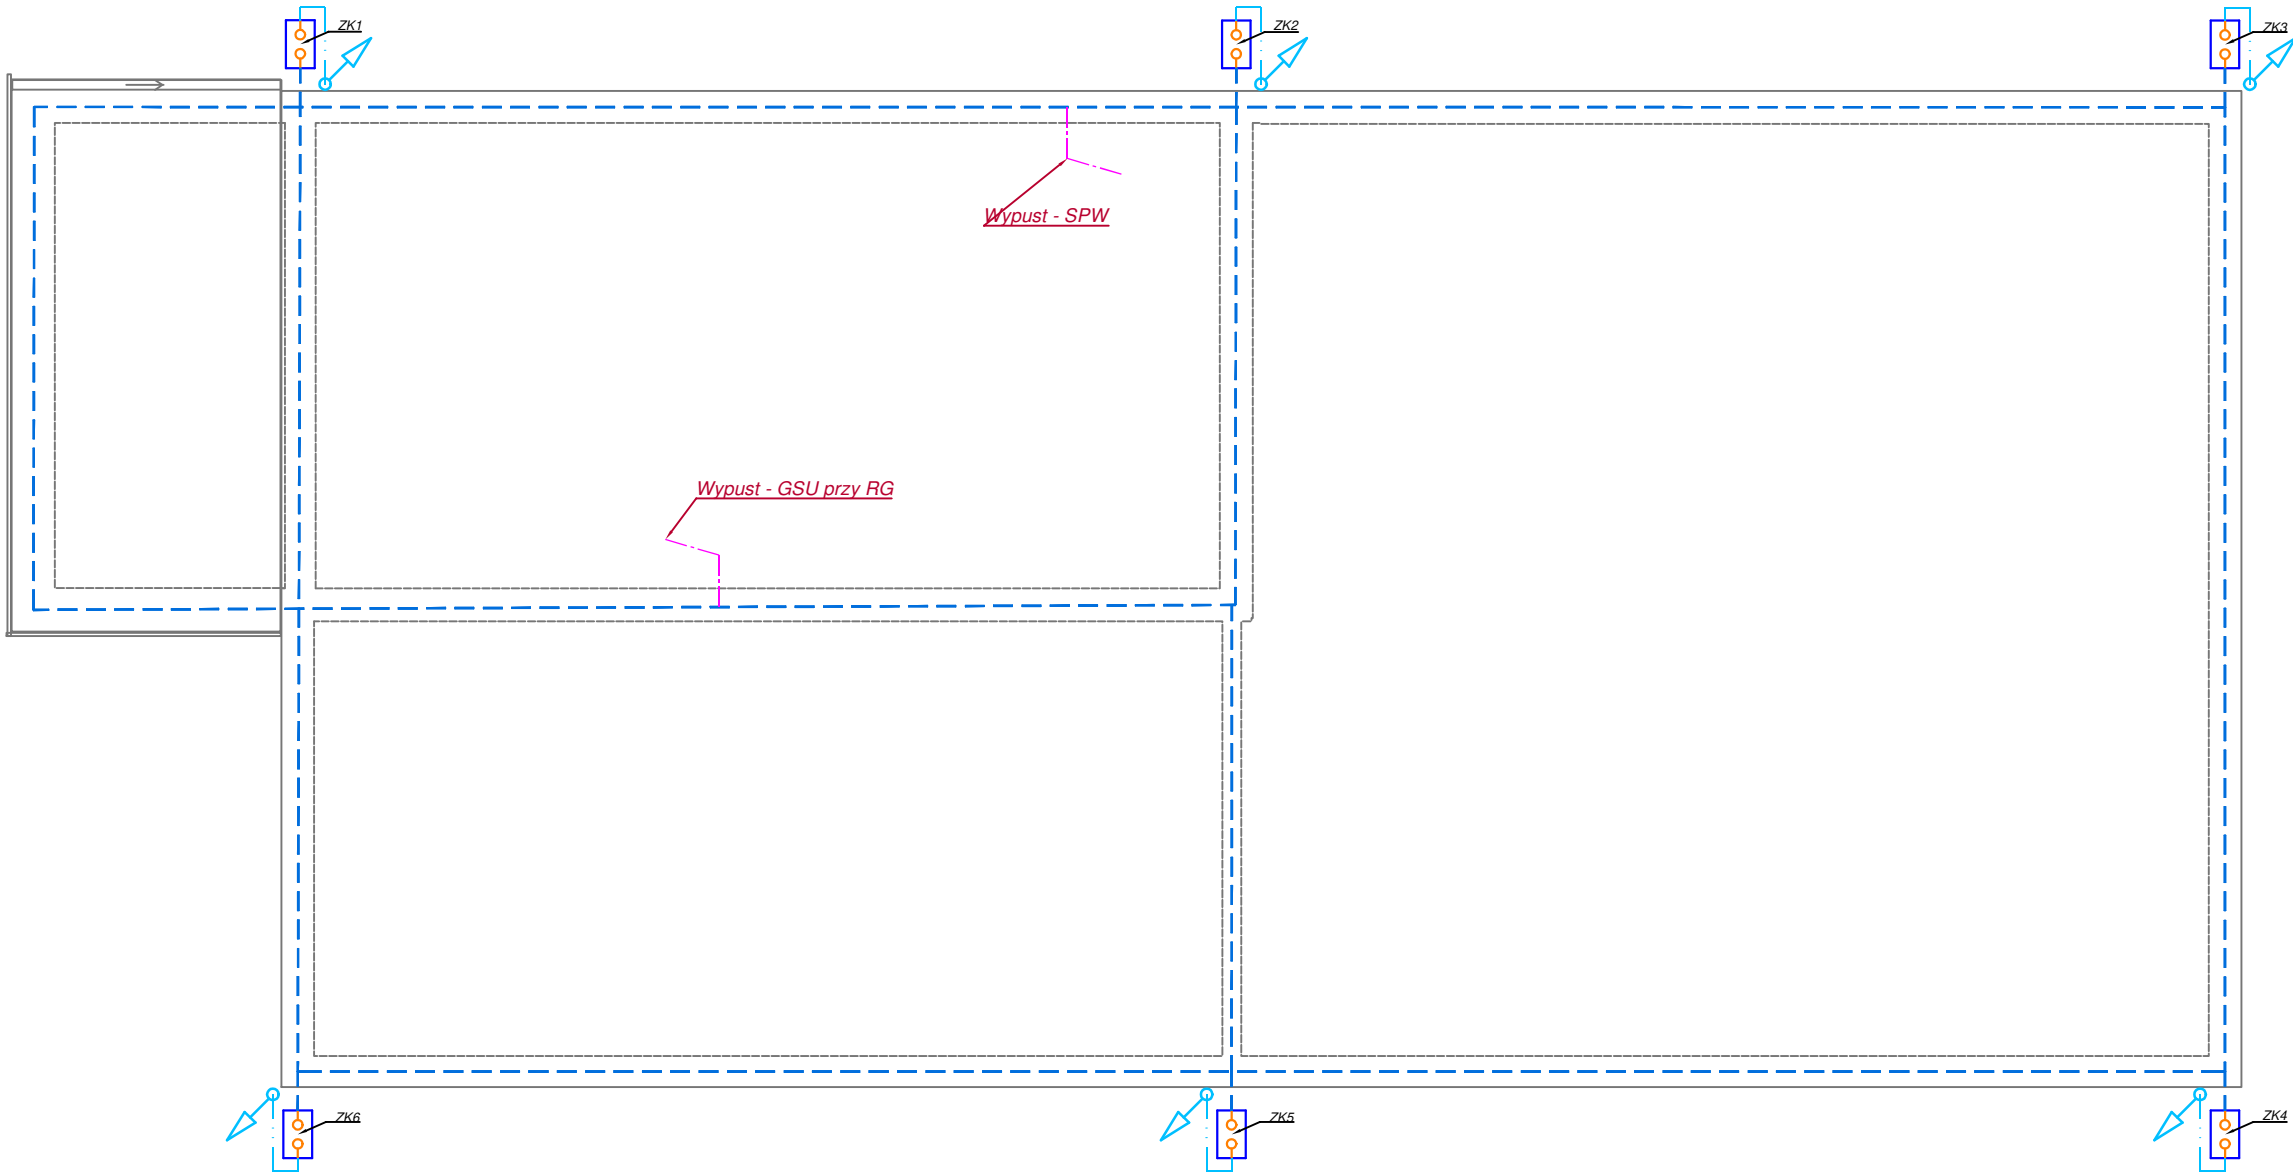 ZK1
ZK2
ZK3
Wypust - SPW
Wypust - GSU przy RG
ZK6
ZK5
ZK4